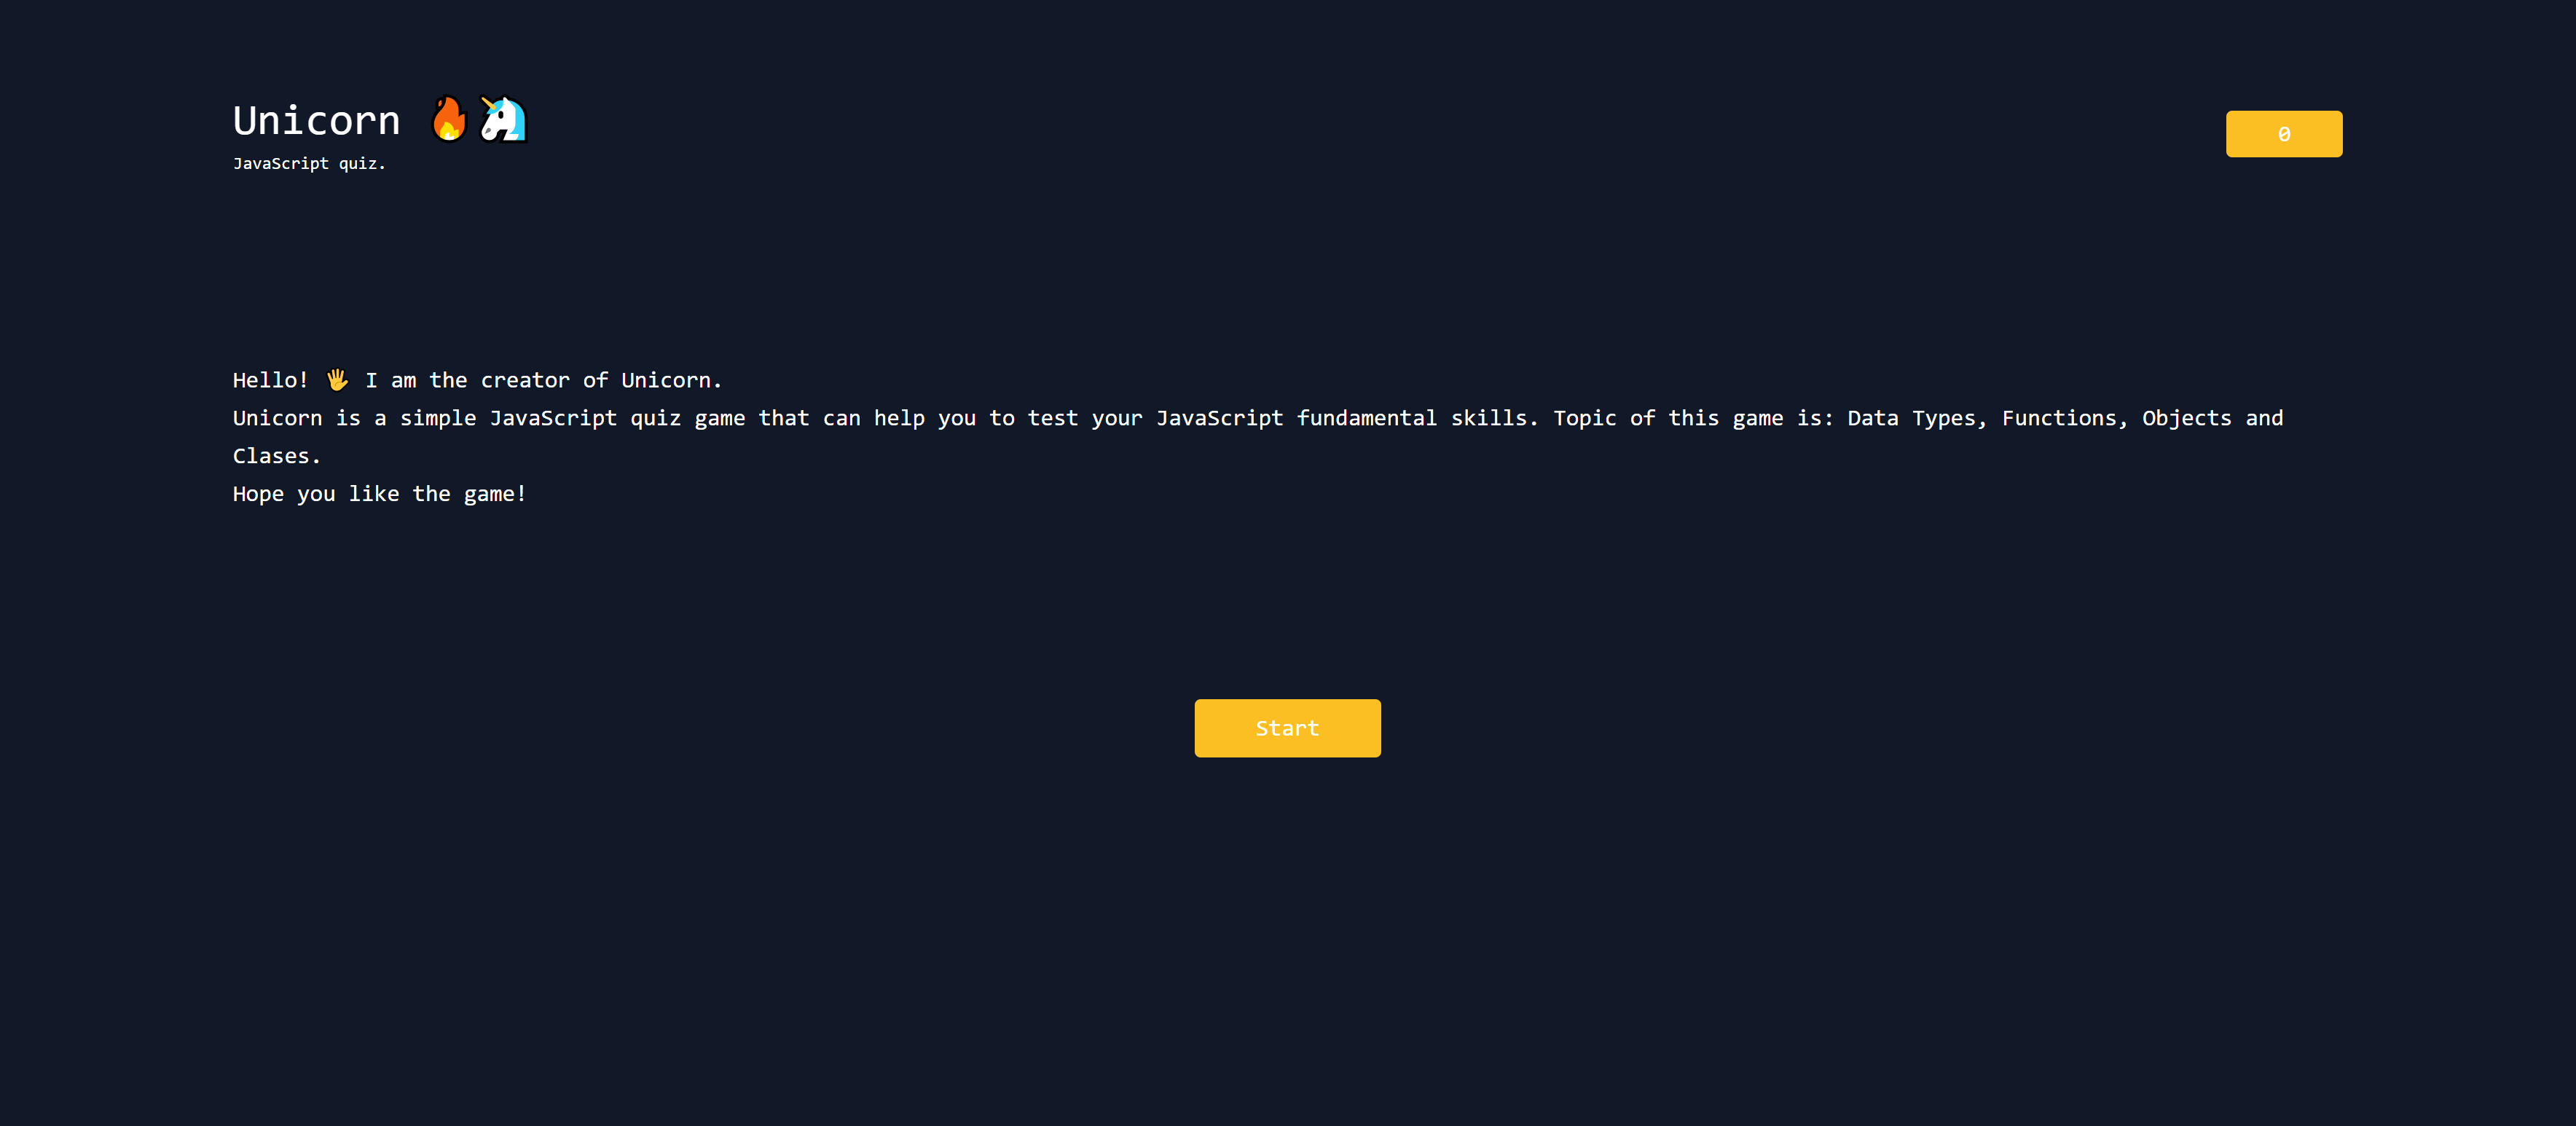 Unicorn 🔥🦄
JavaScript quiz.
0
Hello! 🖐 I am the creator of Unicorn.
Unicorn is a simple JavaScript quiz game that can help you to test your JavaScript fundamental skills. Topic of this game is: Data Types, Functions, Objects and
Clases.
Hope you like the game!
Start